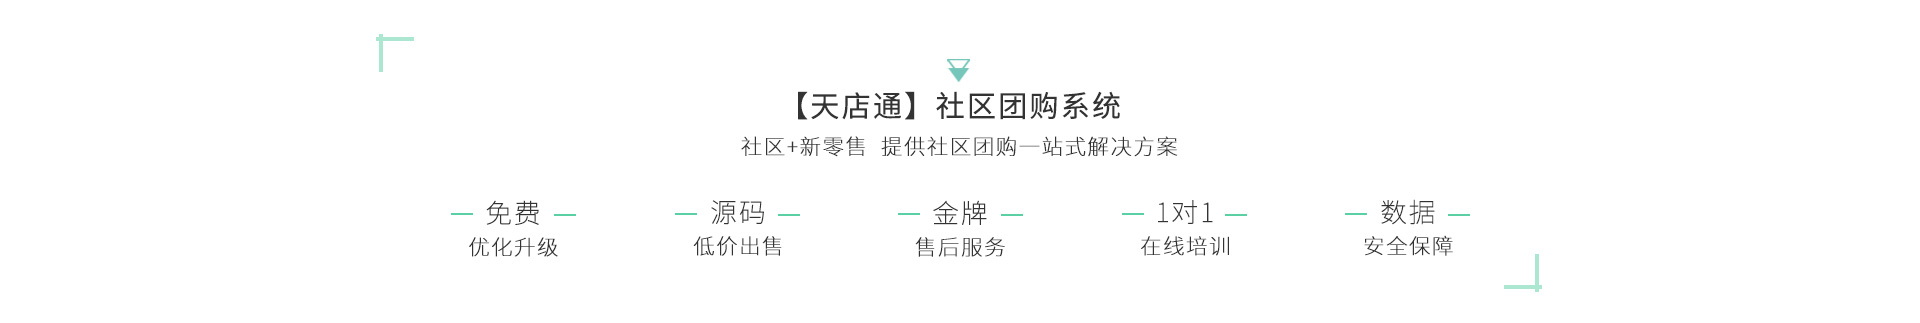 【天店通】社区团购系统
社区+新零售 提供社区团购一站式解决方案
免费 源码 金牌 1对1 数据
优化升级 低价出售 售后服务 在线培训 安全保障